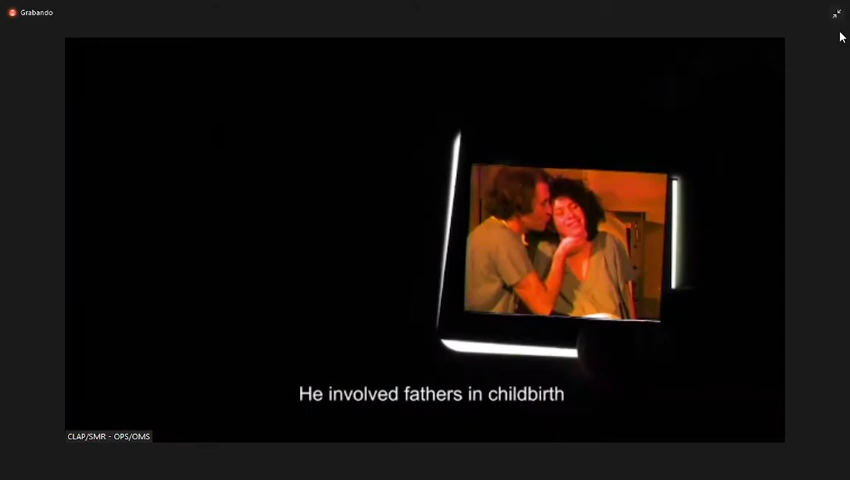 Grabando
He involved fathers in childbirth
CLAP/SMR - OPS/OMS